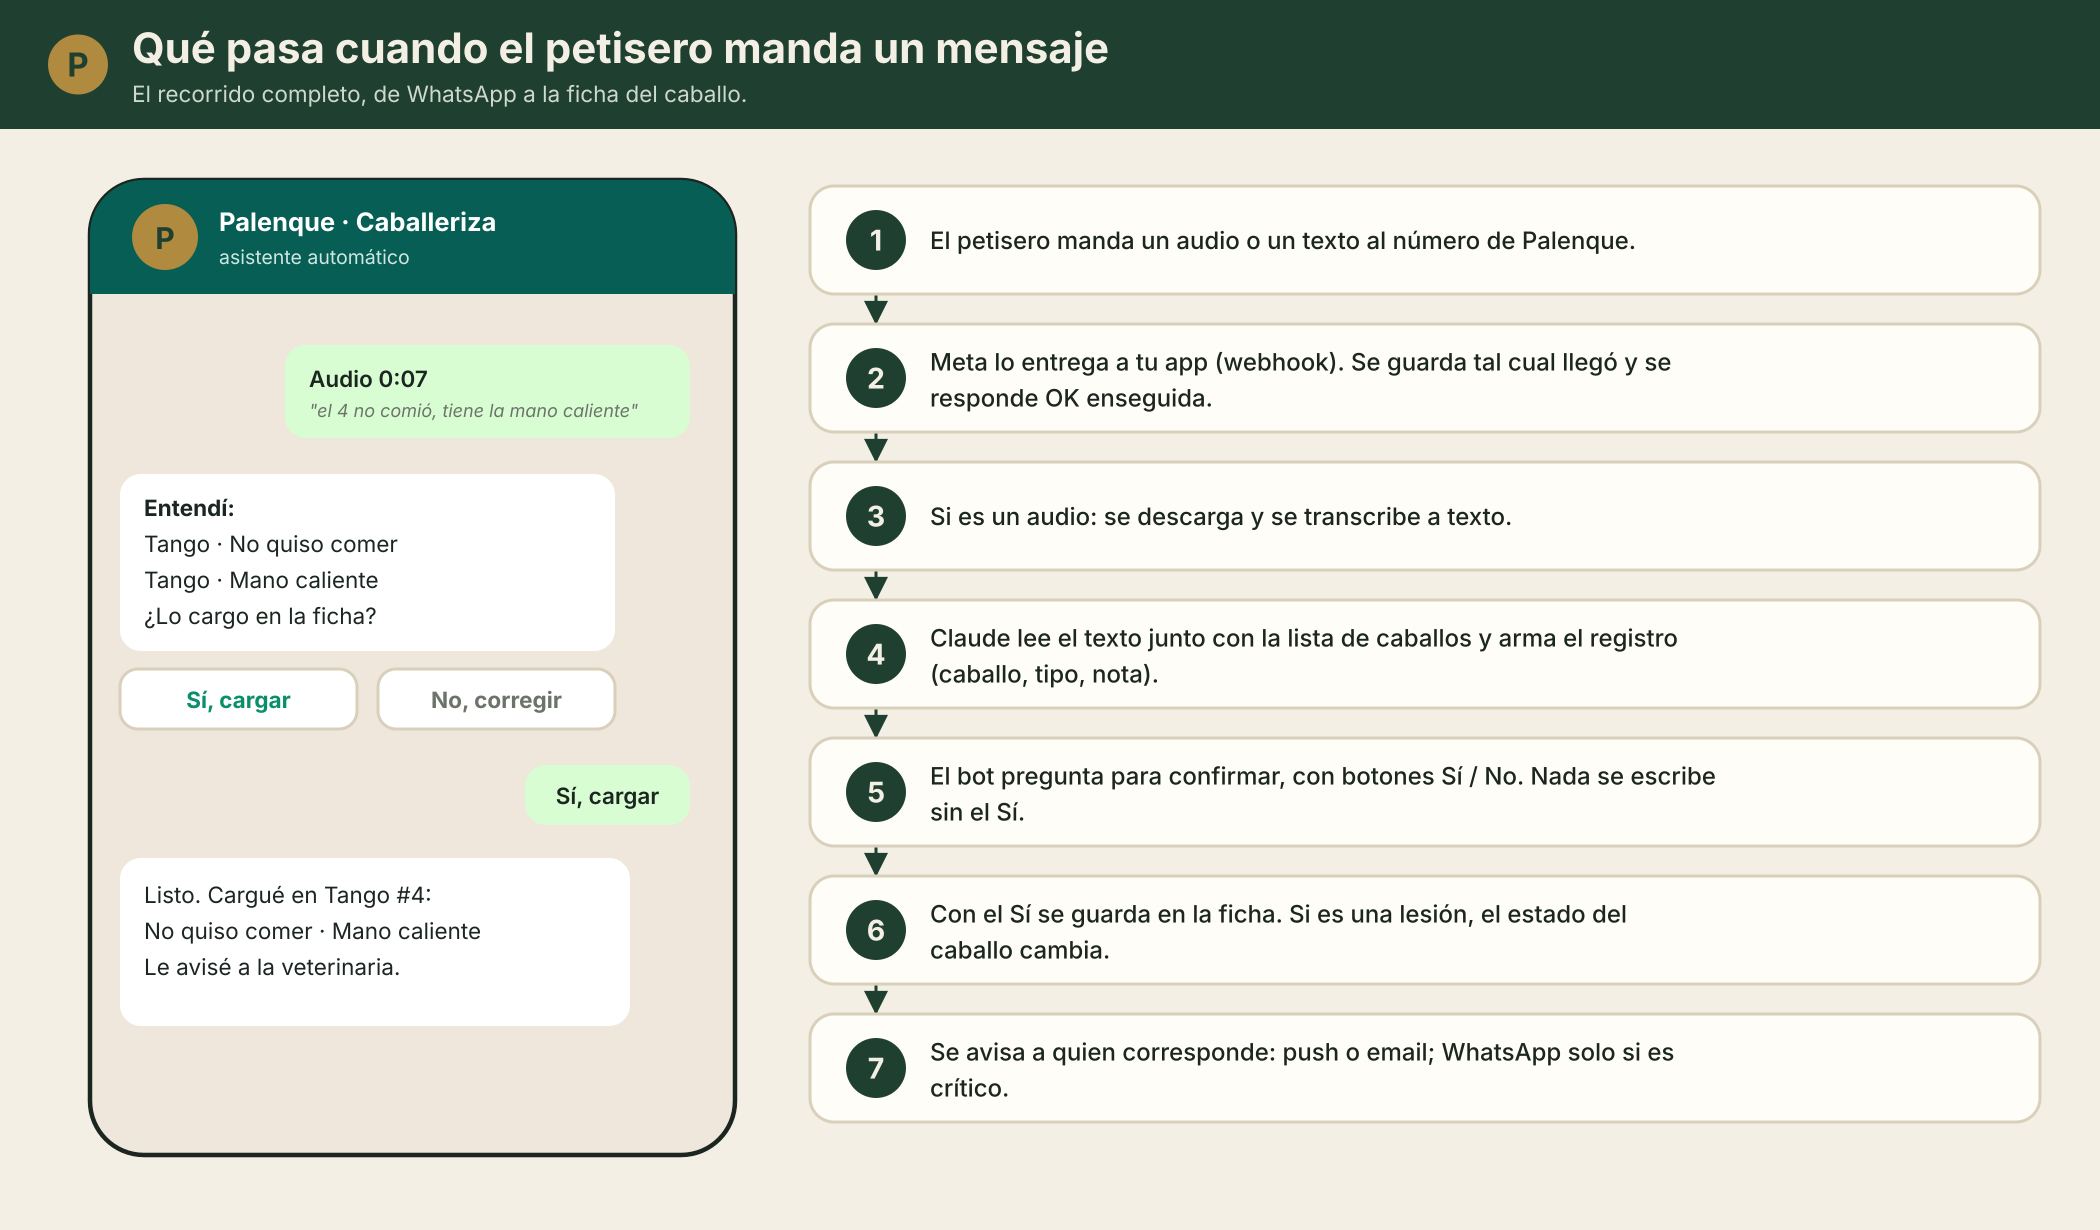 P
Qué pasa cuando el petisero manda un mensaje
El recorrido completo, de WhatsApp a la ficha del caballo.
P
Palenque · Caballeriza
asistente automático
Audio 0:07
"el 4 no comió, tiene la mano caliente"
Entendí:
Tango · No quiso comer
Tango · Mano caliente
¿Lo cargo en la ficha?
Sí, cargar
No, corregir
Sí, cargar
Listo. Cargué en Tango #4:
No quiso comer · Mano caliente
Le avisé a la veterinaria.
1
El petisero manda un audio o un texto al número de Palenque.
2
Meta lo entrega a tu app (webhook). Se guarda tal cual llegó y se
responde OK enseguida.
3
Si es un audio: se descarga y se transcribe a texto.
4
Claude lee el texto junto con la lista de caballos y arma el registro
(caballo, tipo, nota).
5
El bot pregunta para confirmar, con botones Sí / No. Nada se escribe
sin el Sí.
6
Con el Sí se guarda en la ficha. Si es una lesión, el estado del
caballo cambia.
7
Se avisa a quien corresponde: push o email; WhatsApp solo si es
crítico.